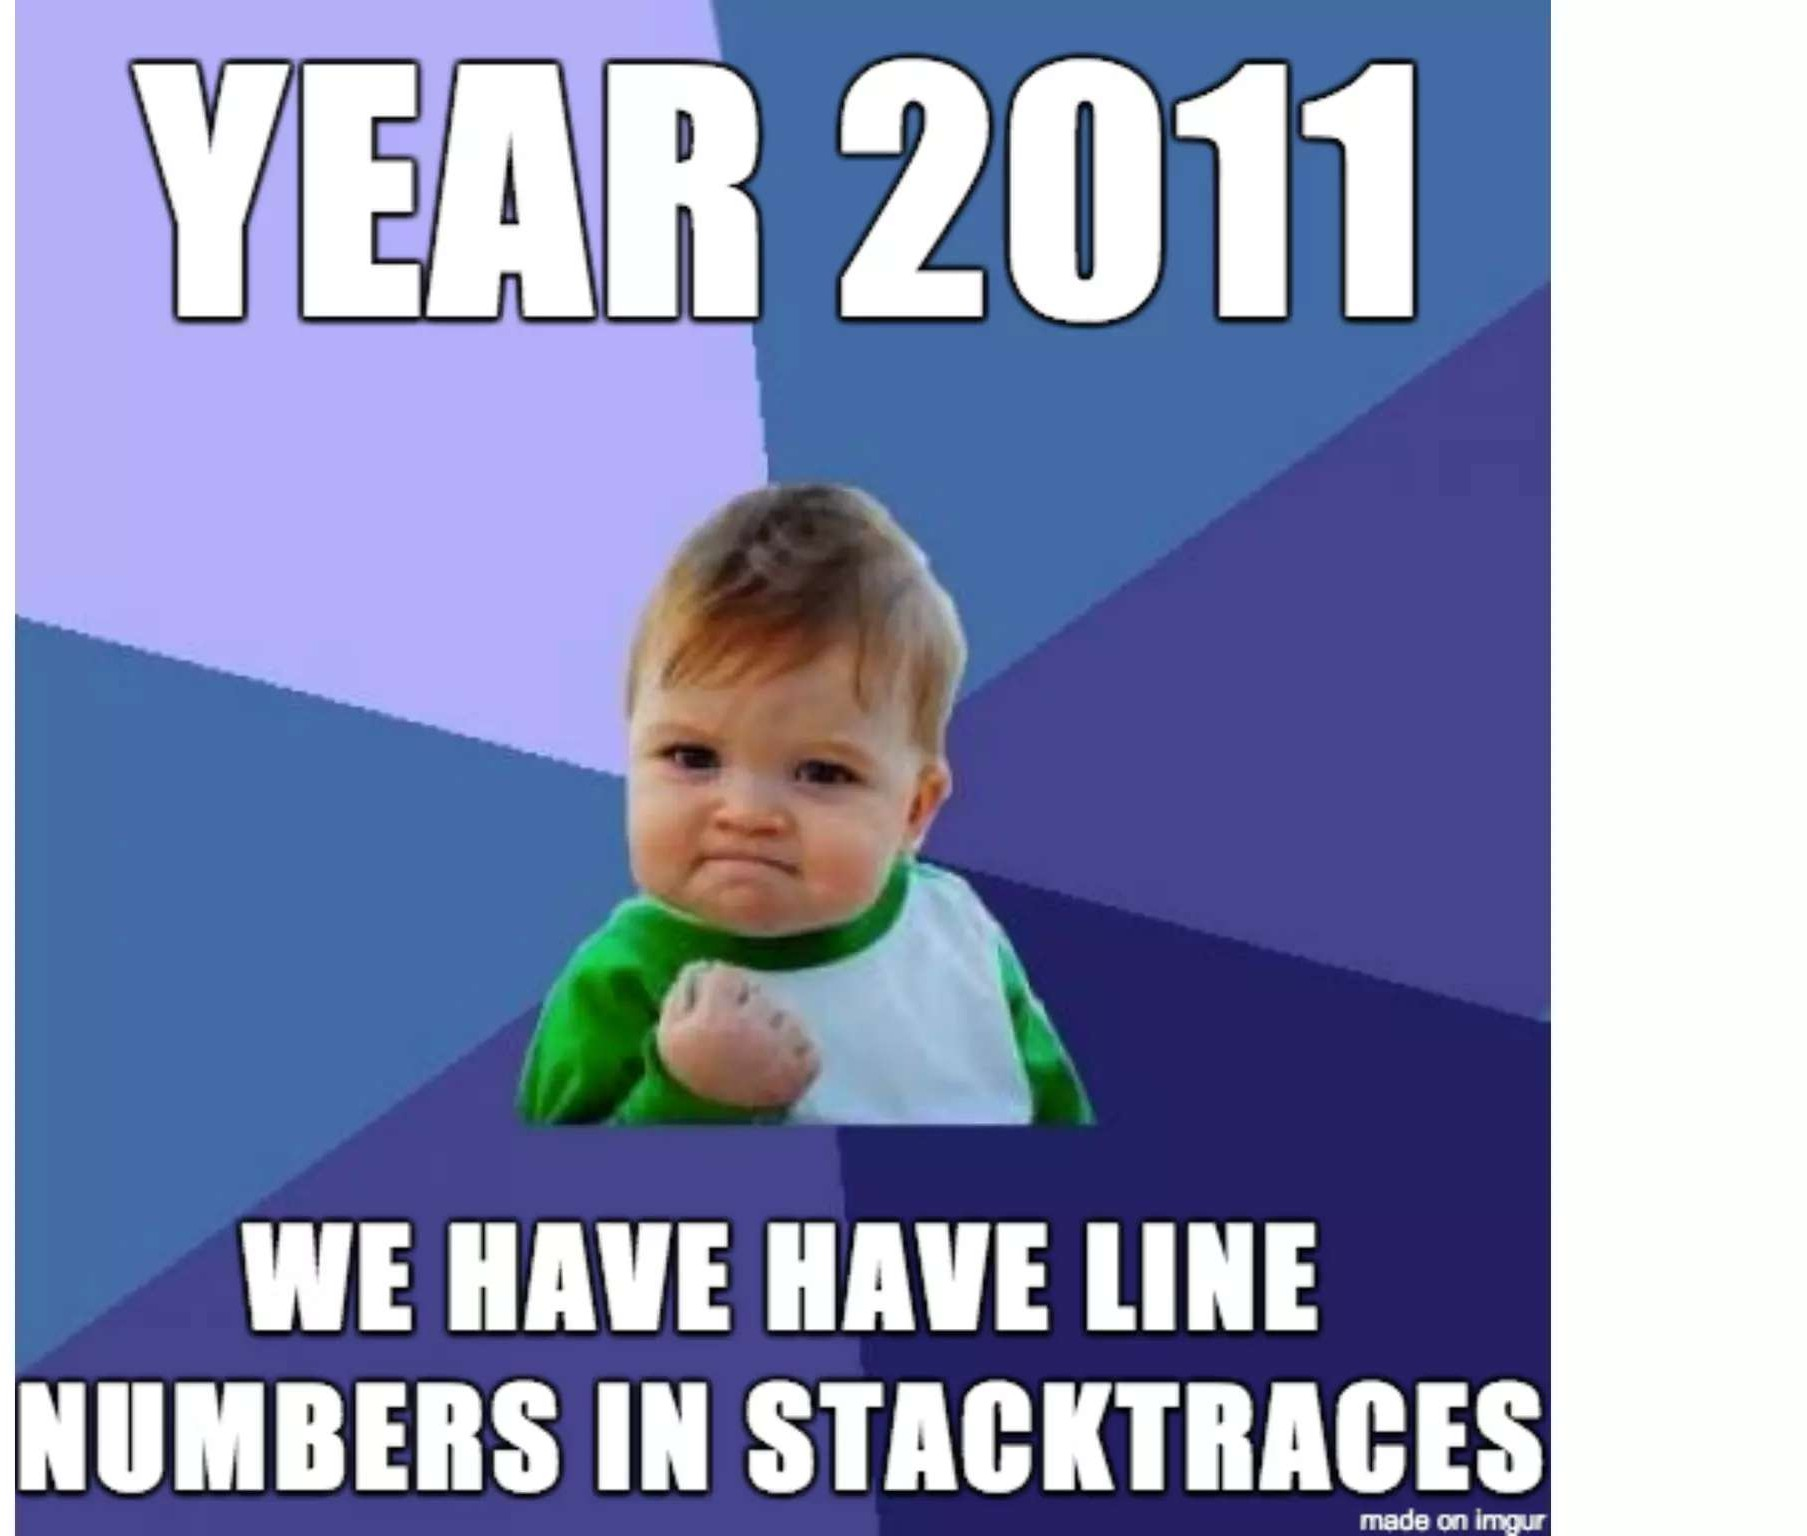 YEAR 2011
WE HAVE HAVE LINE
NUMBERS IN STACKTRACES
made on imgur